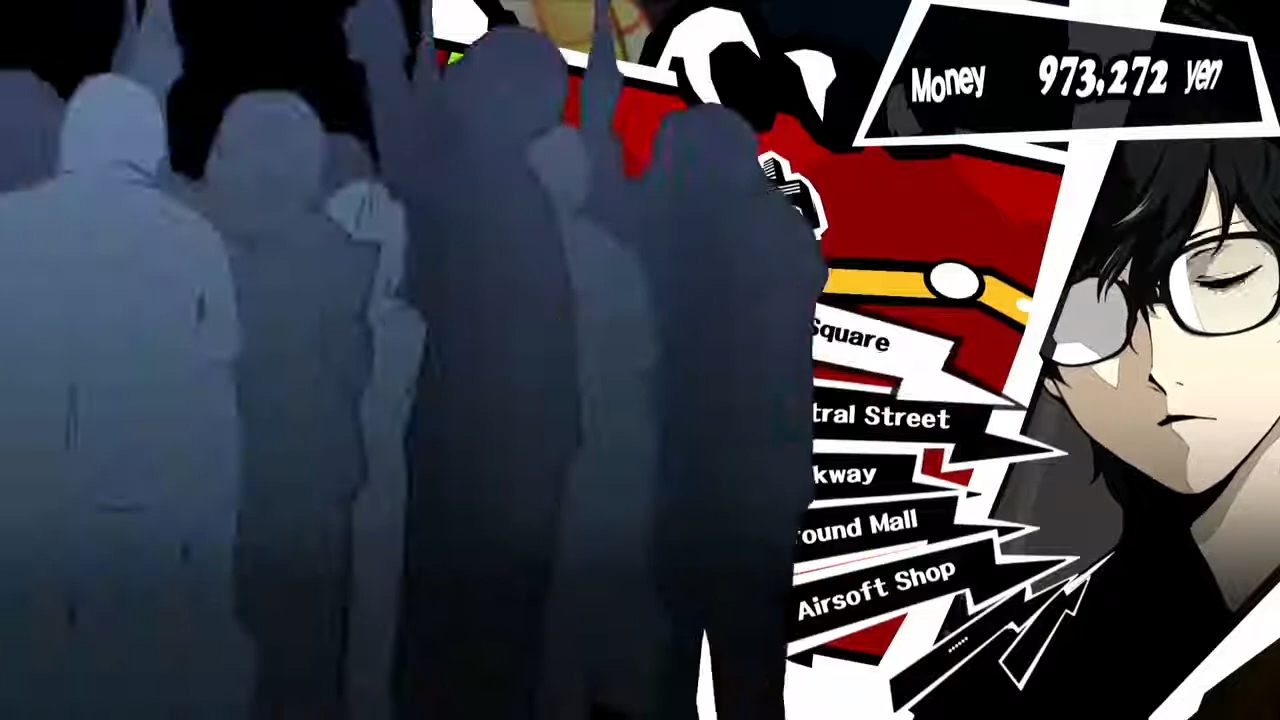 Money 973,272 yen
Square
tral Street
kway
round Mall
Airsoft Shop